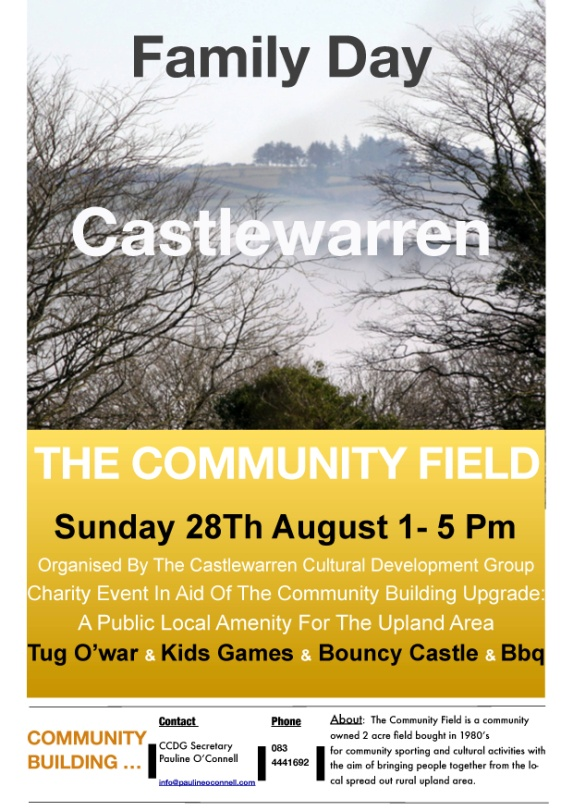 Family Day
Castlewarren
THE COMMUNITY FIELD
Sunday 28Th August 1- 5 Pm
Organised By The Castlewarren Cultural Development Group
Charity Event In Aid Of The Community Building Upgrade:
A Public Local Amenity For The Upland Area
Tug O’war & Kids Games & Bouncy Castle & Bbq
COMMUNITY
BUILDING ...
Contact
CCDG Secretary
Pauline O’Connell
info@paulineoconnell.com
Phone
083
4441692
About: The Community Field is a community
owned 2 acre field bought in 1980’s
for community sporting and cultural activities with
the aim of bringing people together from the lo-
cal spread out rural upland area.